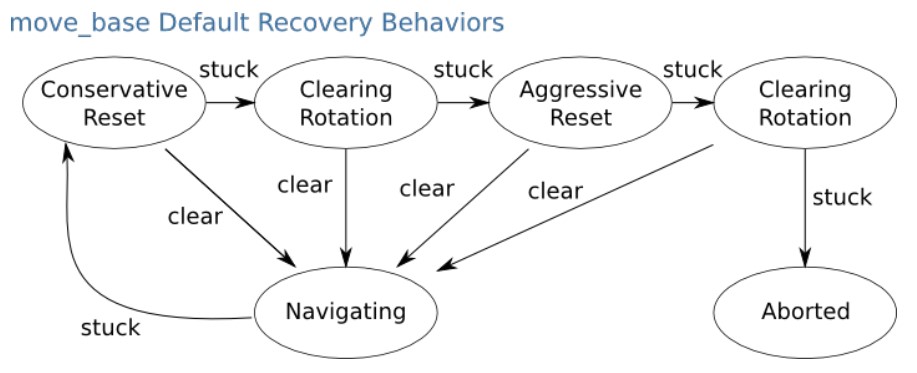 move_base Default Recovery Behaviors
stuck
stuck
stuck
Conservative
Reset
Clearing
Rotation
Aggressive
Reset
Clearing
Rotation
clear
clear
clear
clear
stuck
Navigating
Aborted
stuck